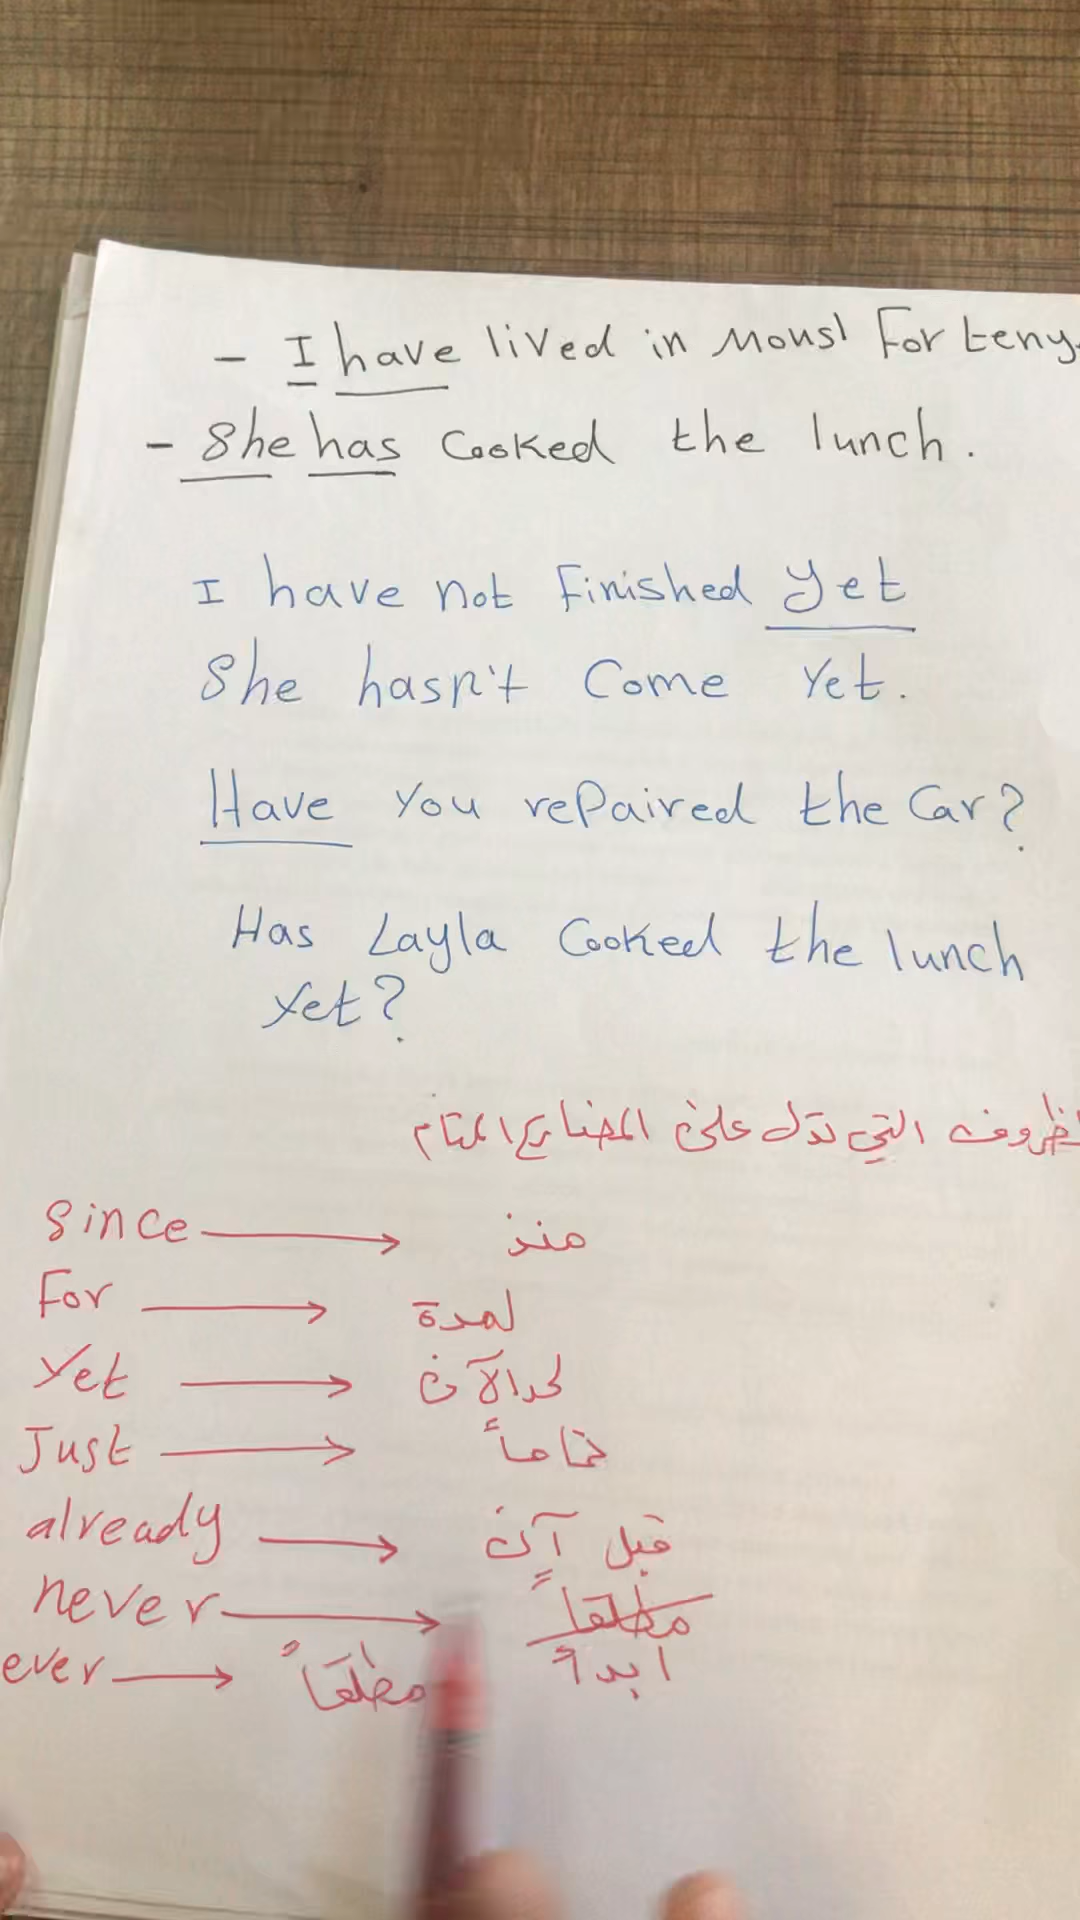 - I have lived in Mousl For teny
- She has Cooked the lunch.
I have not Finished yet
She hasn't Come Yet.
Have You rePaired the Car?
Has Layla Cooked the lunch
Yet?
لظروف التي تدل على المضارع التام
Since → منذ
For → لمدة
Yet → لحد الآن
Just → تماماً
already → قبل آن
never → مطلقاً
ابداً
ever → مطلقاً